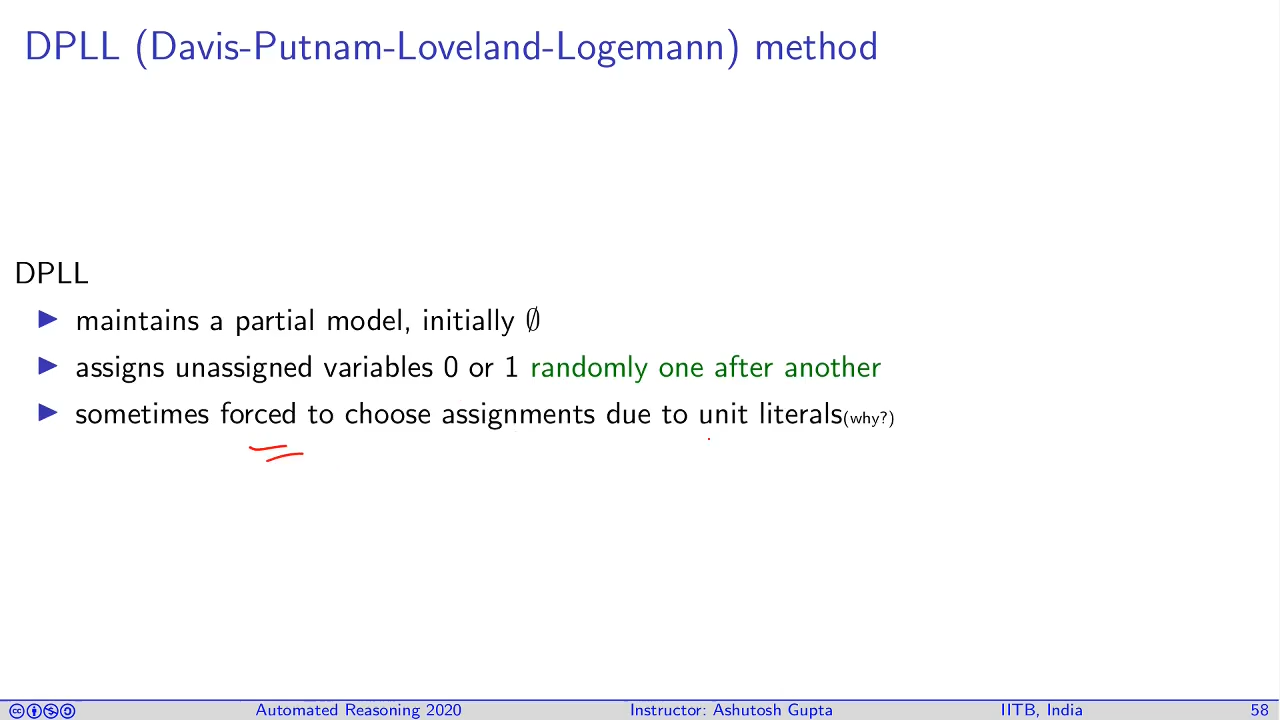 DPLL (Davis-Putnam-Loveland-Logemann) method
DPLL
▶ maintains a partial model, initially ∅
▶ assigns unassigned variables 0 or 1 randomly one after another
▶ sometimes forced to choose assignments due to unit literals(why?)
Automated Reasoning 2020 Instructor: Ashutosh Gupta IITB, India 58